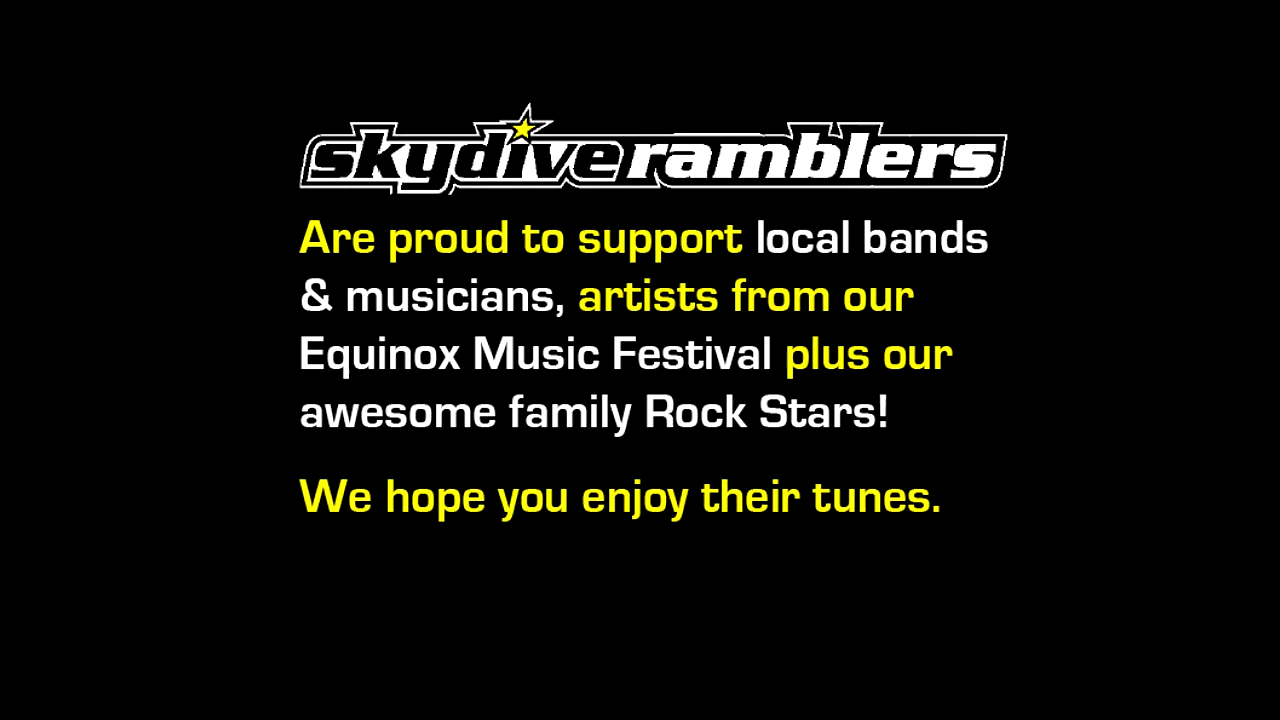 skydiveramblers
Are proud to support local bands
& musicians, artists from our
Equinox Music Festival plus our
awesome family Rock Stars!
We hope you enjoy their tunes.